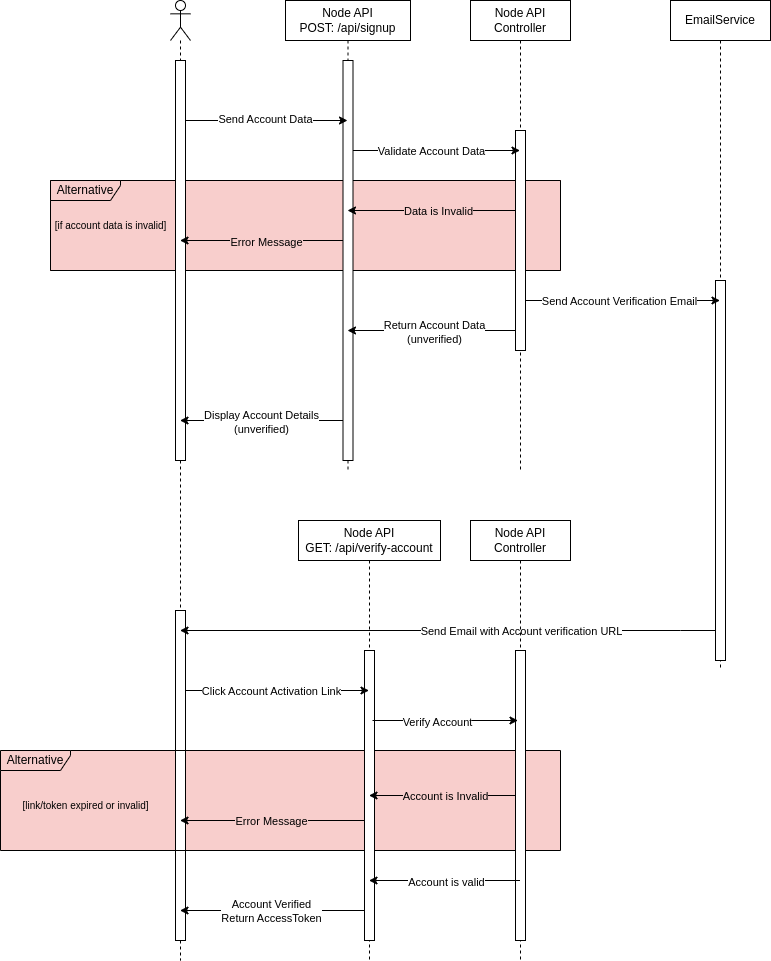 Node API
POST: /api/signup
Node API
Controller
EmailService
Send Account Data
Validate Account Data
Alternative
Data is Invalid
[if account data is invalid]
Error Message
Send Account Verification Email
Return Account Data
(unverified)
Display Account Details
(unverified)
Node API
GET: /api/verify-account
Node API
Controller
Send Email with Account verification URL
Click Account Activation Link
Verify Account
Alternative
Account is Invalid
[link/token expired or invalid]
Error Message
Account is valid
Account Verified
Return AccessToken